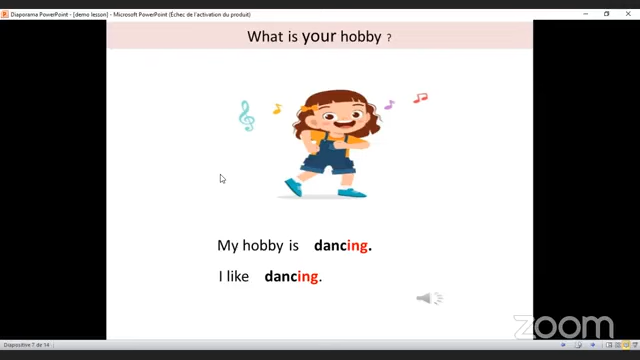 Diaporama PowerPoint - [demo lesson] - Microsoft PowerPoint (Échec de l'activation du produit)
What is your hobby ?
My hobby is dancing.
I like dancing.
zoom
Diapositive 7 de 14